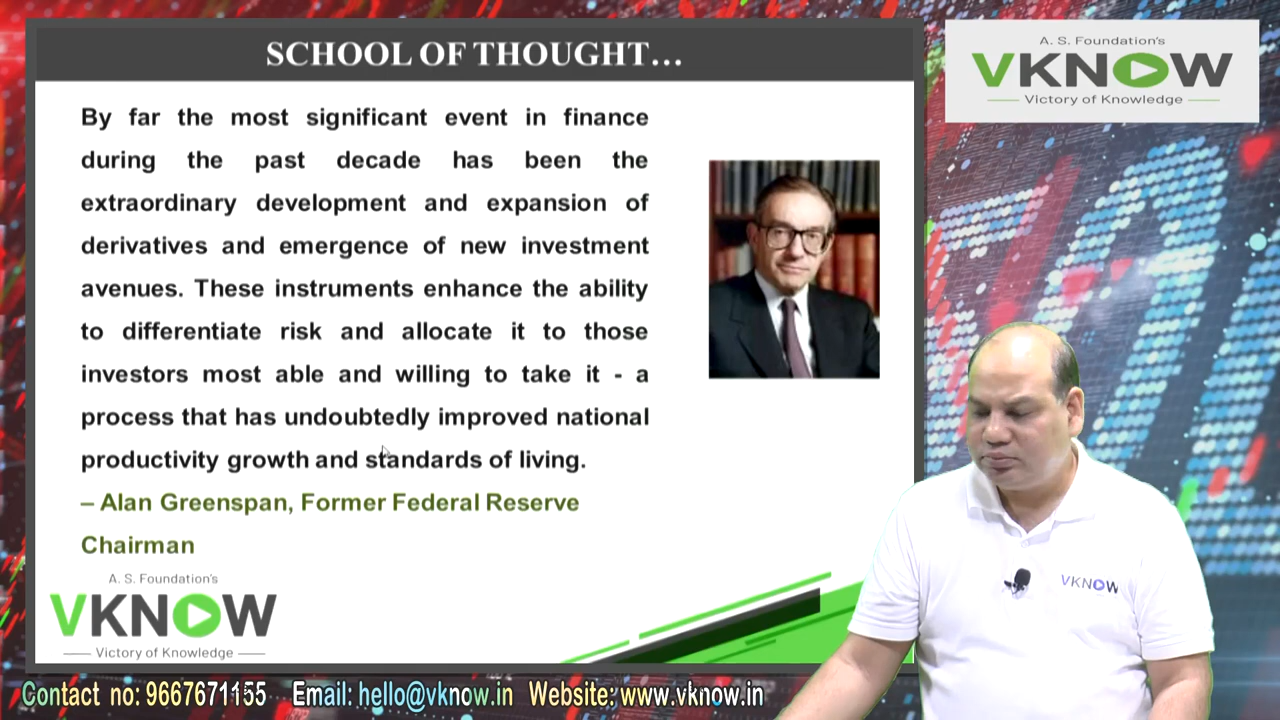 SCHOOL OF THOUGHT…
A. S. Foundation's
VKNOW
Victory of Knowledge
By far the most significant event in finance
during the past decade has been the
extraordinary development and expansion of
derivatives and emergence of new investment
avenues. These instruments enhance the ability
to differentiate risk and allocate it to those
investors most able and willing to take it - a
process that has undoubtedly improved national
productivity growth and standards of living.
– Alan Greenspan, Former Federal Reserve
Chairman
A. S. Foundation's
VKNOW
Victory of Knowledge
VKNOW
Contact no: 9667671155 Email: hello@vknow.in Website: www.vknow.in